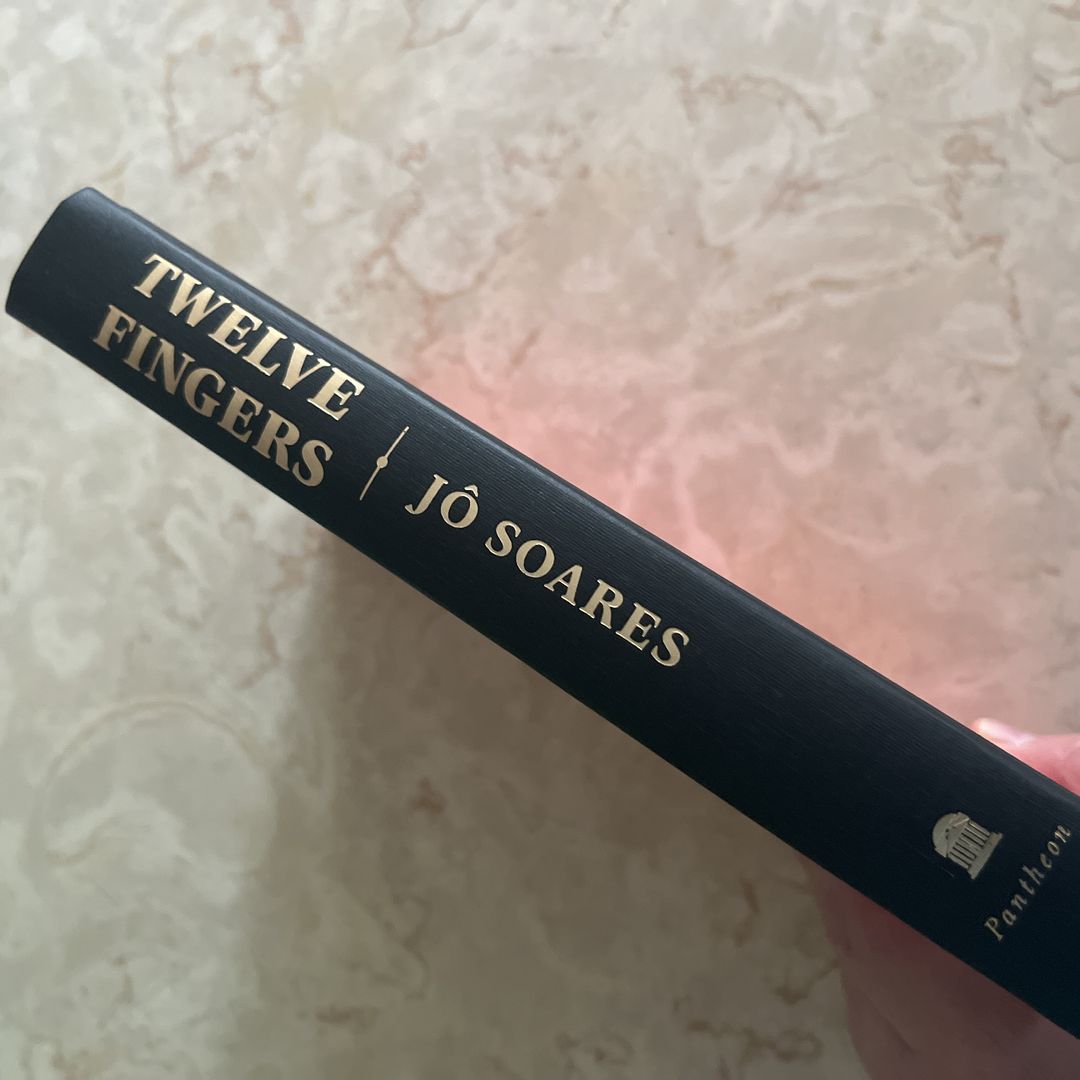 TWELVE
FINGERS
JÔ SOARES
Pantheon